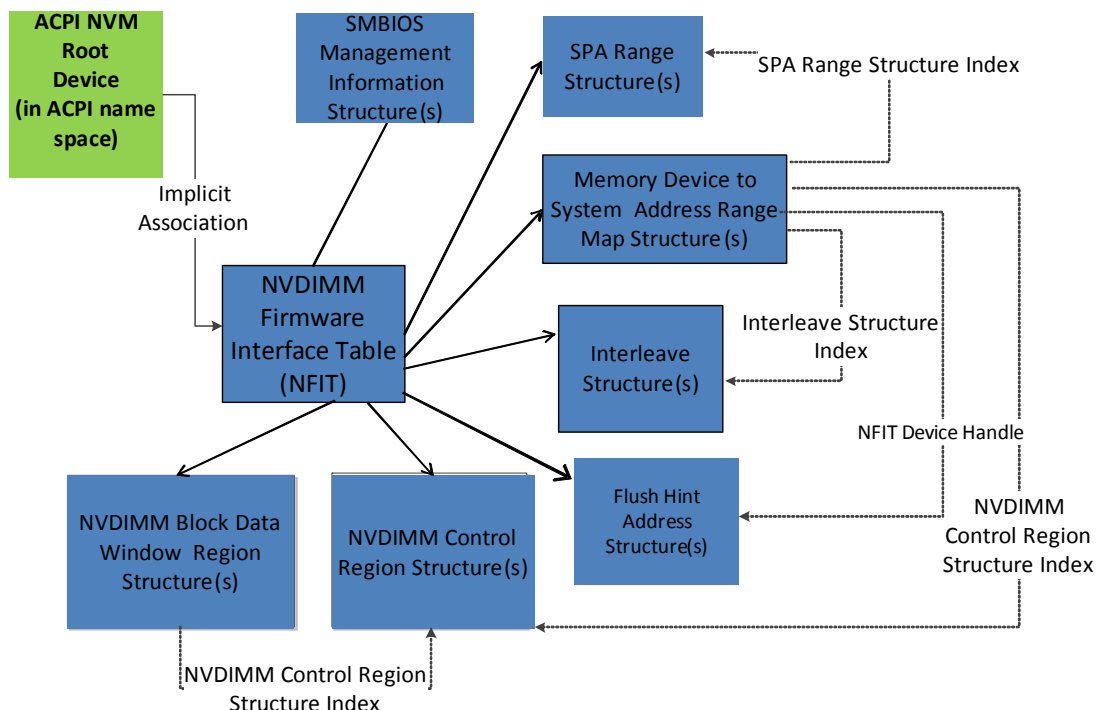 ACPI NVM
Root
Device
(in ACPI name
space)
SMBIOS
Management
Information
Structure(s)
SPA Range
Structure(s)
SPA Range Structure Index
Implicit
Association
Memory Device to
System Address Range
Map Structure(s)
NVDIMM
Firmware
Interface Table
(NFIT)
Interleave
Structure(s)
Interleave Structure
Index
NFIT Device Handle
NVDIMM Block Data
Window Region
Structure(s)
NVDIMM Control
Region Structure(s)
Flush Hint
Address
Structure(s)
NVDIMM
Control Region
Structure Index
NVDIMM Control Region
Structure Index